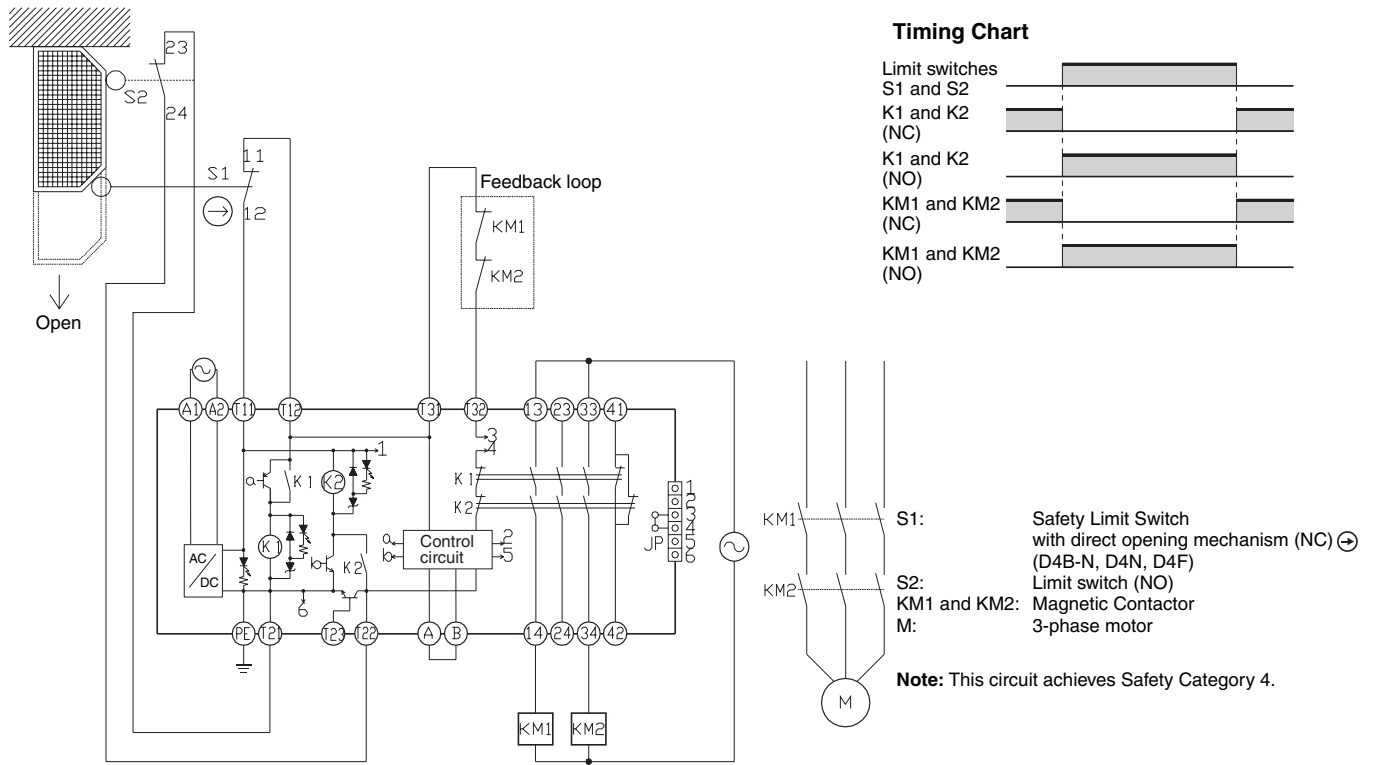 Timing Chart
Limit switches
S1 and S2
K1 and K2
(NC)
K1 and K2
(NO)
KM1 and KM2
(NC)
KM1 and KM2
(NO)
23
S2
24
11
S1
12
Open
Feedback loop
KM1
KM2
A1 A2 T11 T12 T31 T32 13 23 33 41
1
3
4
a K1 K2
K1
K2
K1
b K2
AC
DC
a
b
Control
circuit
2
5
6
JP
1
2
3
4
5
6
PE T21 T23 T22 A B 14 24 34 42
KM1 KM2
KM1
KM2
M
S1: Safety Limit Switch
with direct opening mechanism (NC)
(D4B-N, D4N, D4F)
S2: Limit switch (NO)
KM1 and KM2: Magnetic Contactor
M: 3-phase motor
Note: This circuit achieves Safety Category 4.